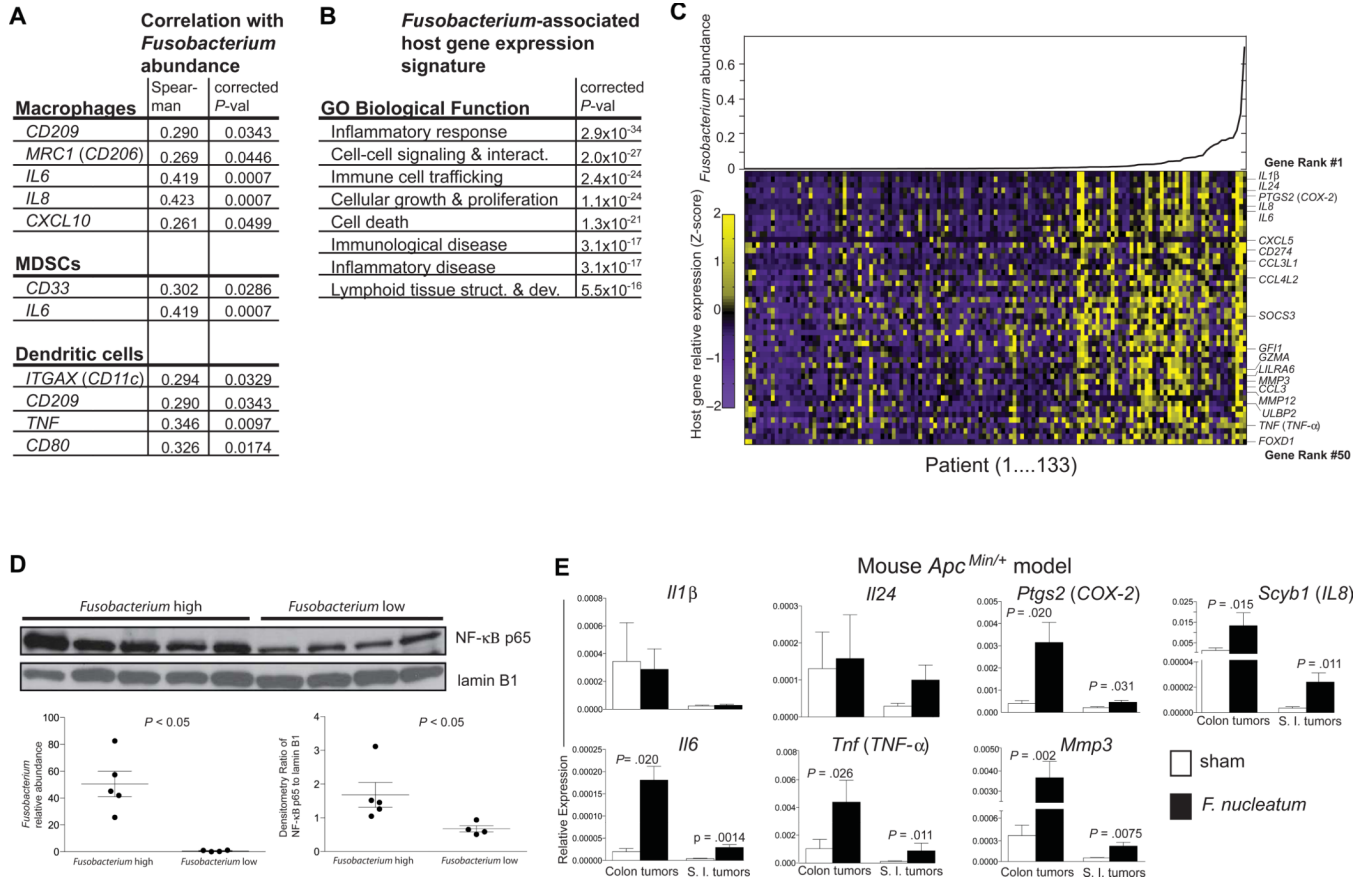 A
Correlation with
Fusobacterium
abundance
Spear-
man
corrected
P-val
Macrophages
CD209 0.290 0.0343
MRC1 (CD206) 0.269 0.0446
IL6 0.419 0.0007
IL8 0.423 0.0007
CXCL10 0.261 0.0499
MDSCs
CD33 0.302 0.0286
IL6 0.419 0.0007
Dendritic cells
ITGAX (CD11c) 0.294 0.0329
CD209 0.290 0.0343
TNF 0.346 0.0097
CD80 0.326 0.0174
B
Fusobacterium-associated
host gene expression
signature
corrected
P-val
GO Biological Function
Inflammatory response 2.9x10-34
Cell-cell signaling & interact. 2.0x10-27
Immune cell trafficking 2.4x10-24
Cellular growth & proliferation 1.1x10-24
Cell death 1.3x10-21
Immunological disease 3.1x10-17
Inflammatory disease 3.1x10-17
Lymphoid tissue struct. & dev. 5.5x10-16
C
Fusobacterium abundance
0.6
0.4
0.2
0
Gene Rank #1
Host gene relative expression (Z-score)
2
1
0
−1
−2
IL1β
IL24
PTGS2 (COX-2)
IL8
IL6
CXCL5
CD274
CCL3L1
CCL4L2
SOCS3
GFI1
GZMA
LILRA6
MMP3
CCL3
MMP12
ULBP2
TNF (TNF-α)
FOXD1
Gene Rank #50
Patient (1....133)
D
Fusobacterium high Fusobacterium low
NF-κB p65
lamin B1
Fusobacterium
relative abundance
100
80
60
40
20
0
P < 0.05
Fusobacterium high Fusobacterium low
Densitometry Ratio of
NF-κB p65 to lamin B1
4
3
2
1
0
P < 0.05
Fusobacterium high Fusobacterium low
E
Mouse Apc Min/+ model
Relative Expression
Il1β
0.0008
0.0006
0.0004
0.0002
0.0000
Il24
0.0003
0.0002
0.0001
0.0000
Ptgs2 (COX-2)
0.005
0.004
0.003
0.002
0.001
0.000
P = .020
P = .031
Scyb1 (IL8)
0.025
0.015
0.005
0.00004
0.00002
0.00000
P = .015
P = .011
Colon tumors S. I. tumors
Il6
0.00025
0.00020
0.00015
0.00010
0.00005
0.00000
P= .020
p = .0014
Colon tumors S. I. tumors
Tnf (TNF-α)
0.006
0.004
0.002
0.000
P = .026
P = .011
Colon tumors S. I. tumors
Mmp3
0.0050
0.0040
0.0030
0.0006
0.0003
0.0000
P = .002
P = .0075
Colon tumors S. I. tumors
sham
F. nucleatum